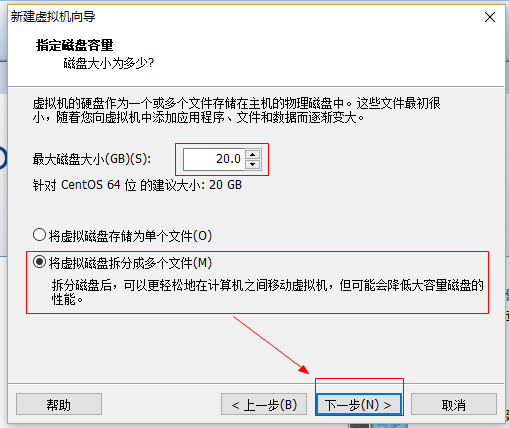 新建虚拟机向导
指定磁盘容量
磁盘大小为多少?
虚拟机的硬盘作为一个或多个文件存储在主机的物理磁盘中。这些文件最初很
小，随着您向虚拟机中添加应用程序、文件和数据而逐渐变大。
最大磁盘大小(GB)(S): 20.0
针对 CentOS 64 位 的建议大小: 20 GB
将虚拟磁盘存储为单个文件(O)
将虚拟磁盘拆分成多个文件(M)
拆分磁盘后，可以更轻松地在计算机之间移动虚拟机，但可能会降低大容量磁盘的
性能。
帮助 < 上一步(B) 下一步(N) > 取消